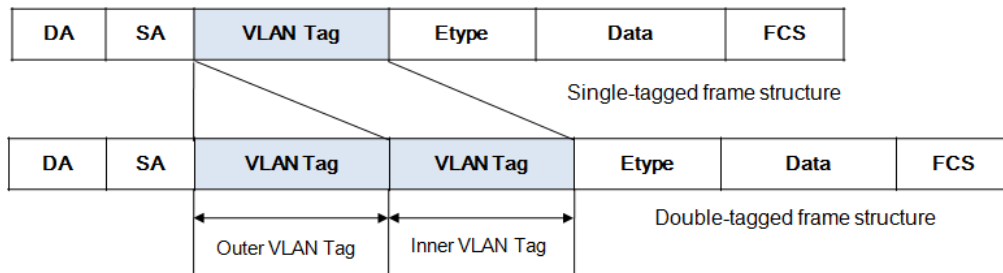 DA SA VLAN Tag Etype Data FCS
Single-tagged frame structure
DA SA VLAN Tag VLAN Tag Etype Data FCS
Double-tagged frame structure
Outer VLAN Tag Inner VLAN Tag